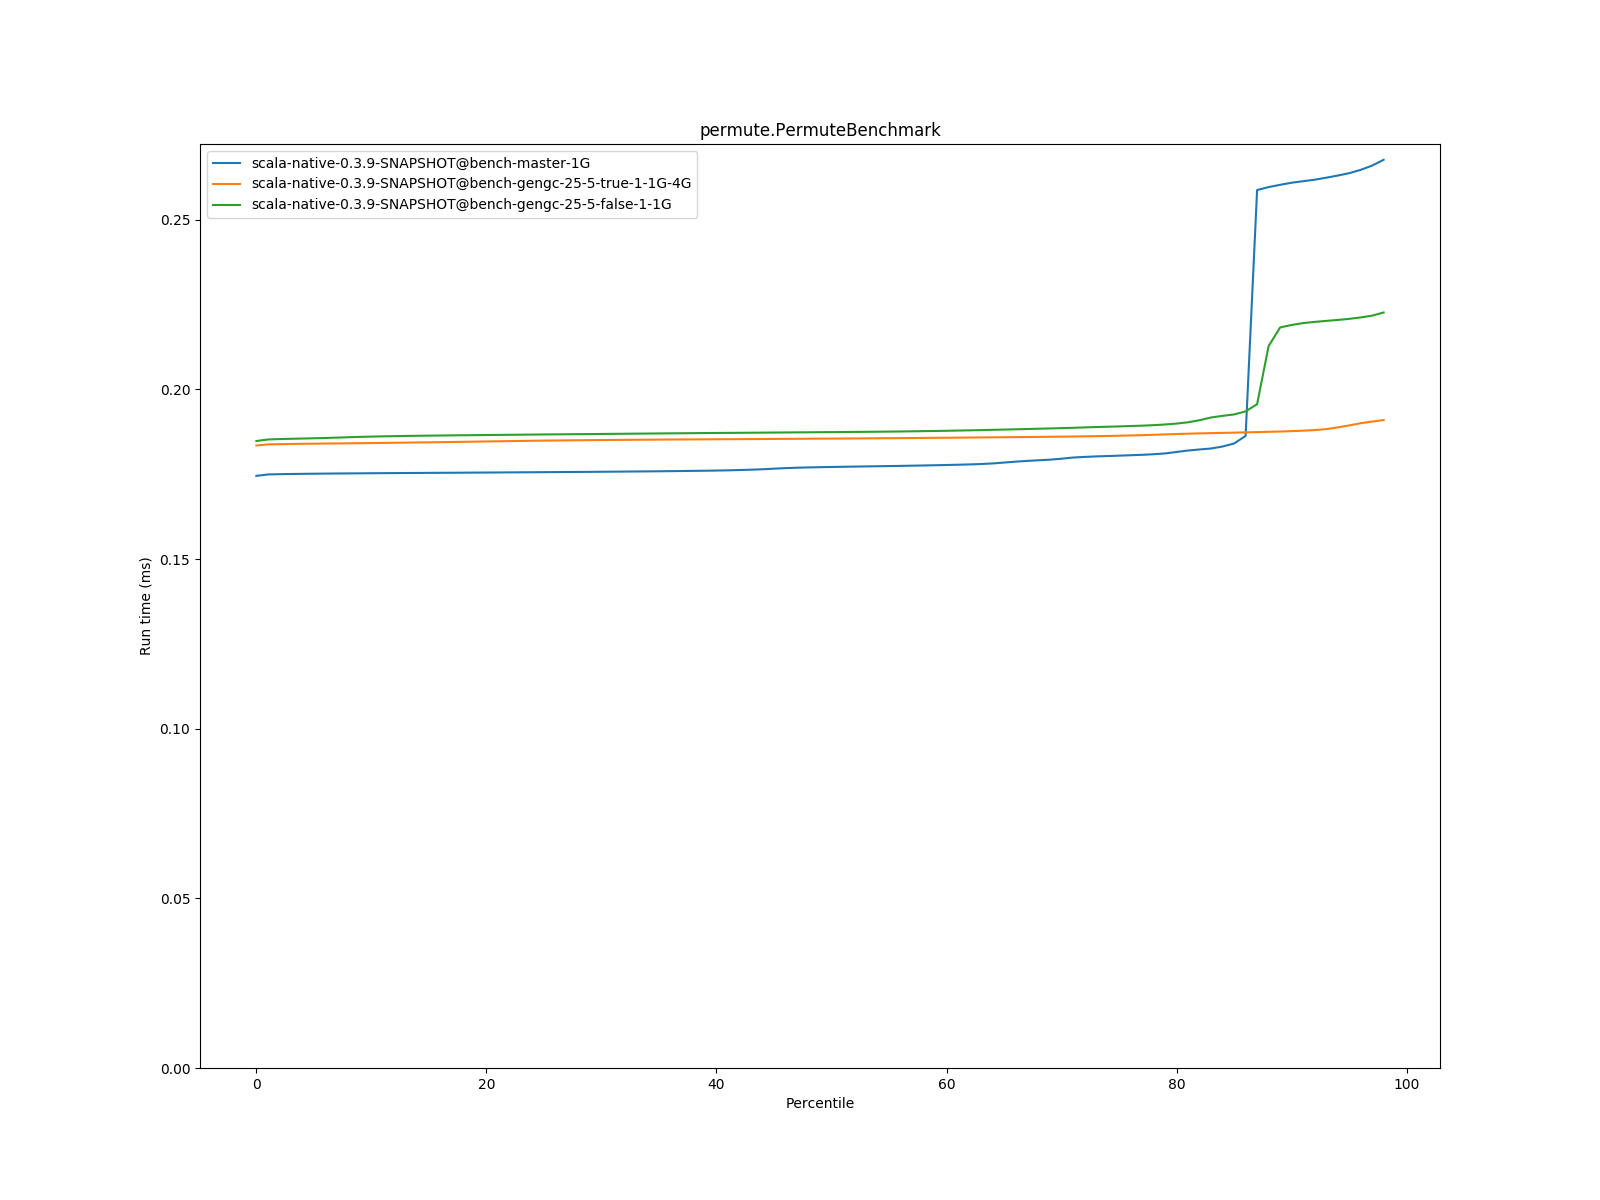 permute.PermuteBenchmark
scala-native-0.3.9-SNAPSHOT@bench-master-1G
scala-native-0.3.9-SNAPSHOT@bench-gengc-25-5-true-1-1G-4G
scala-native-0.3.9-SNAPSHOT@bench-gengc-25-5-false-1-1G
0.25
0.20
0.15
0.10
0.05
0.00
Run time (ms)
0 20 40 60 80 100
Percentile